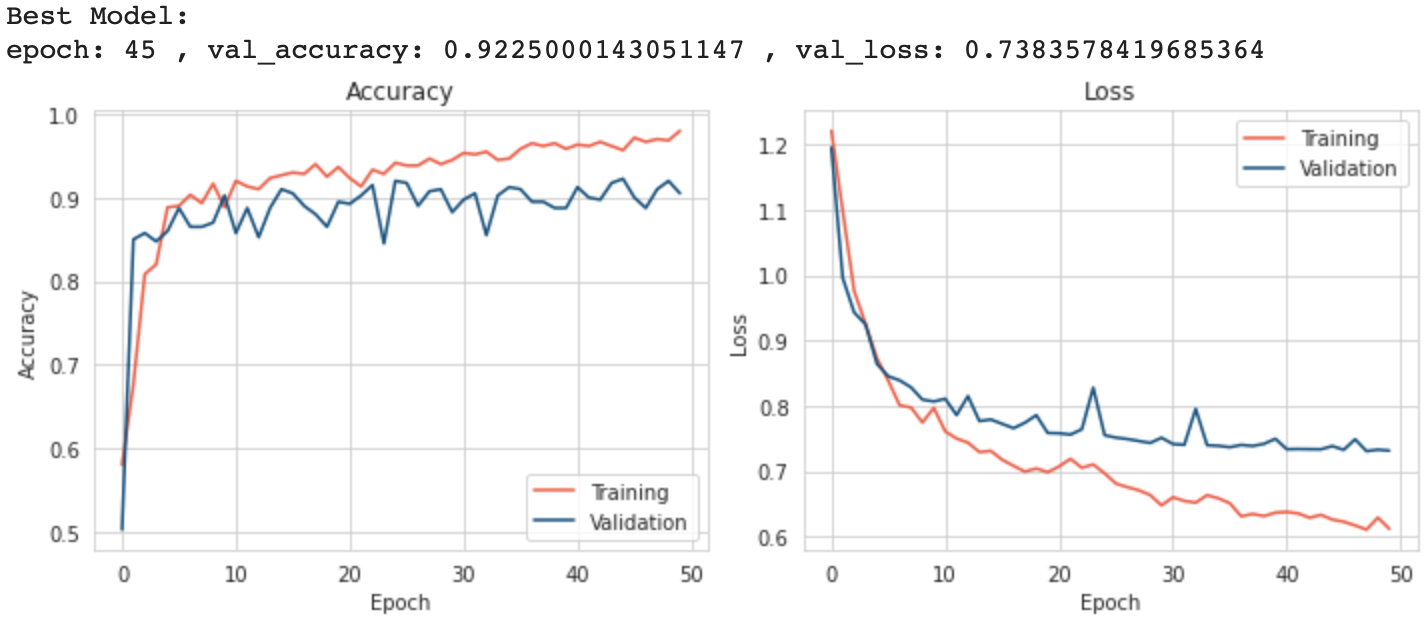 Best Model:
epoch: 45 , val_accuracy: 0.9225000143051147 , val_loss: 0.7383578419685364
Accuracy
1.0
0.9
0.8
0.7
0.6
0.5
Accuracy
0 10 20 30 40 50
Epoch
Training
Validation
Loss
1.2
1.1
1.0
0.9
0.8
0.7
0.6
Loss
0 10 20 30 40 50
Epoch
Training
Validation